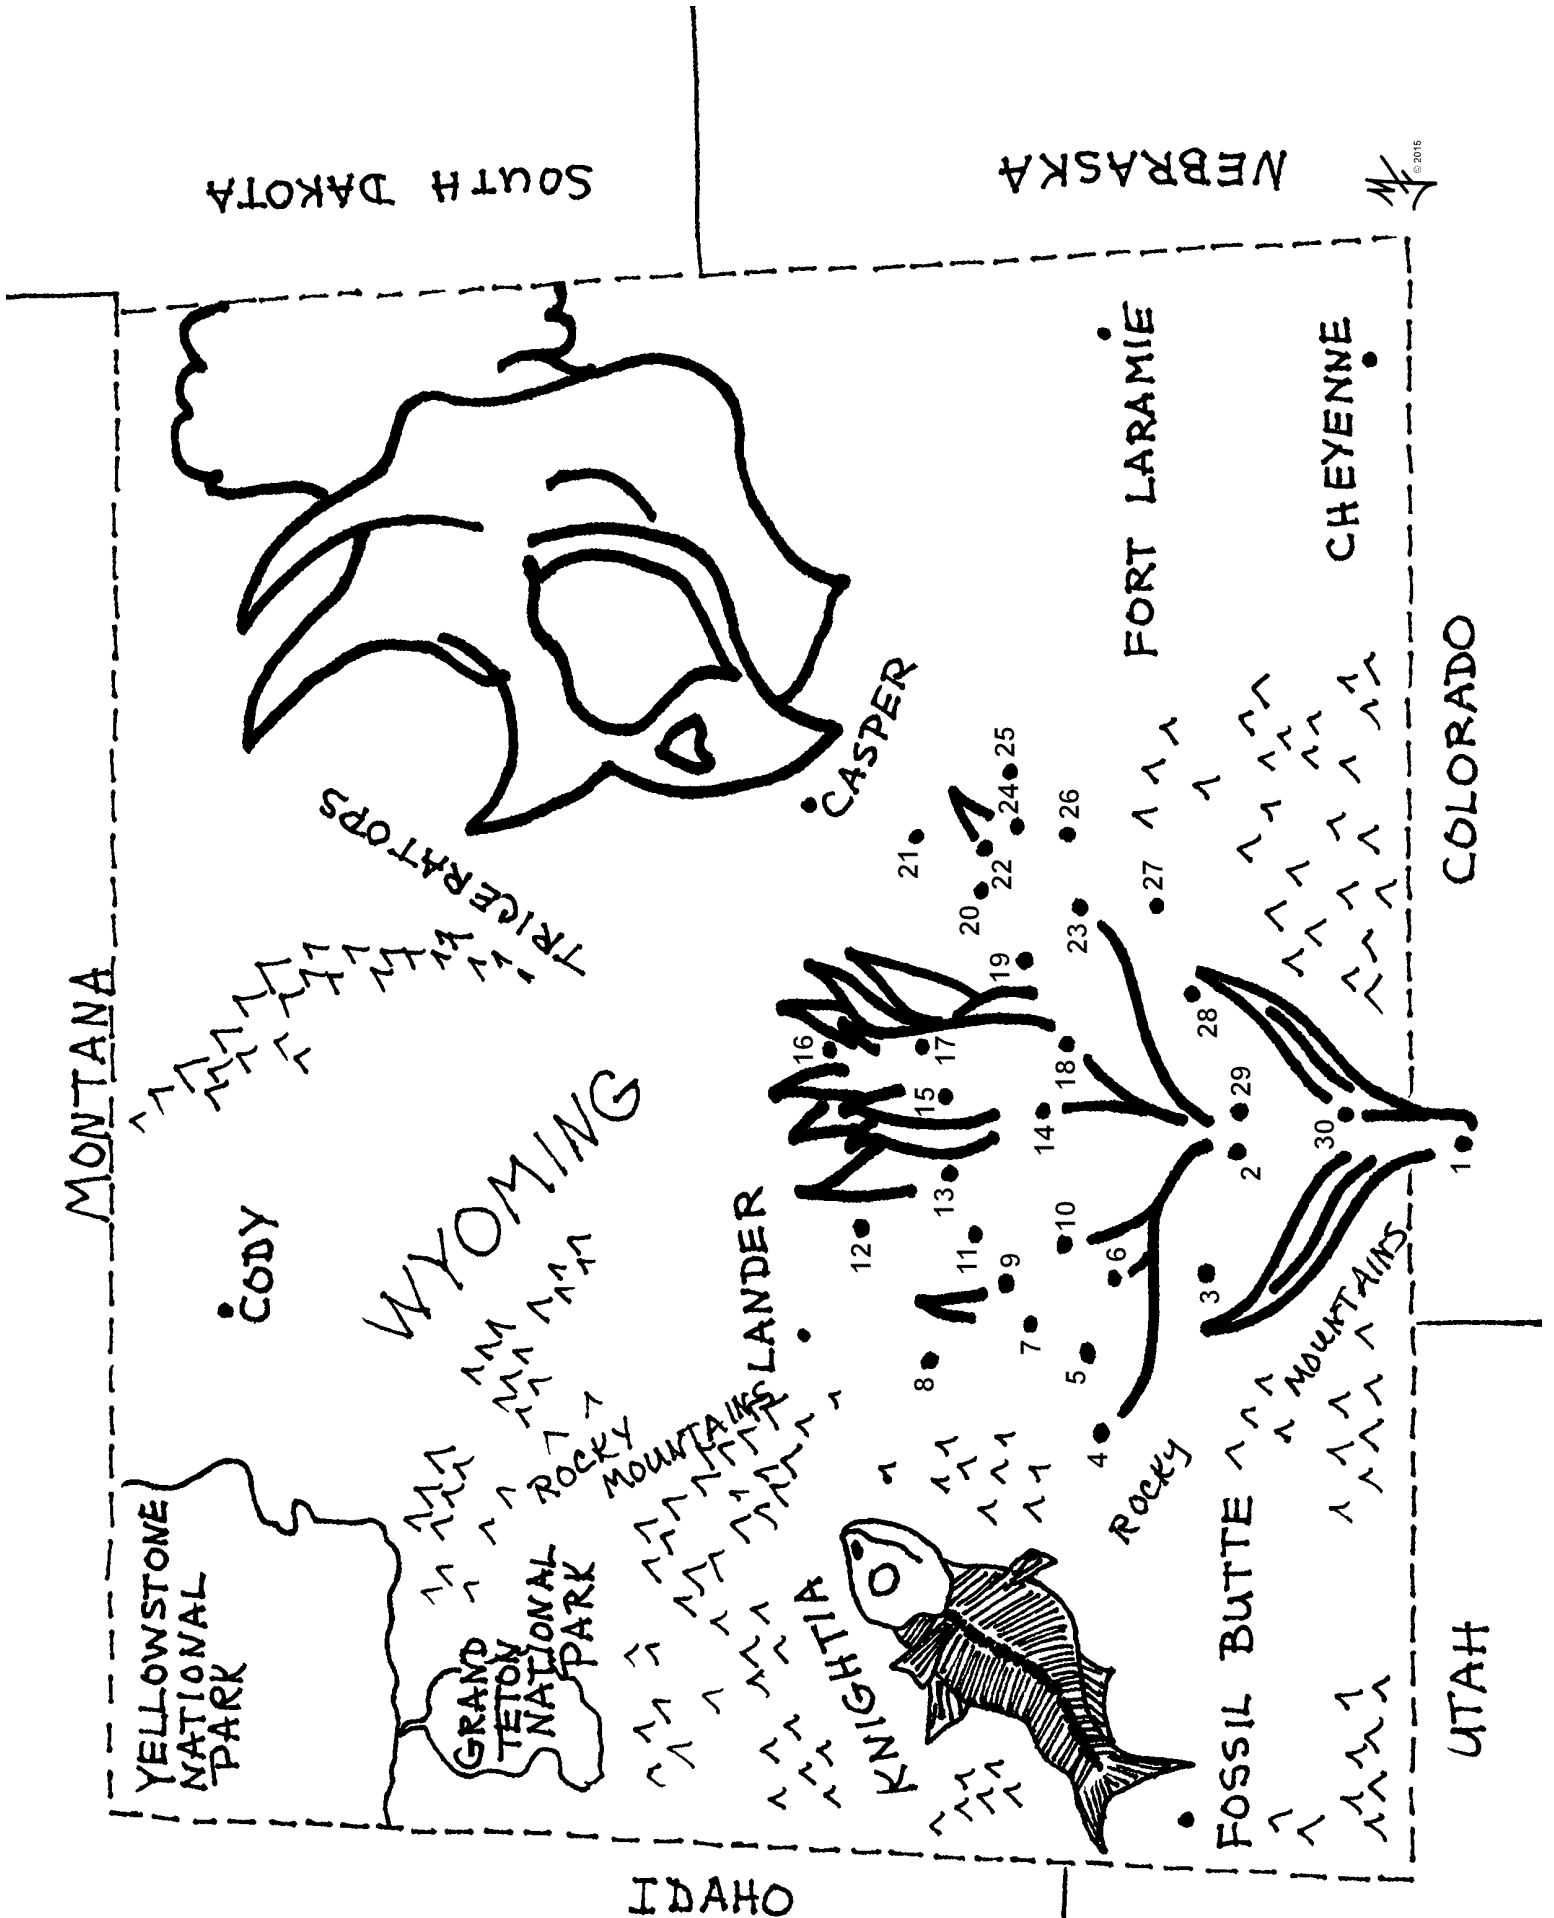 MONTANA
YELLOWSTONE
NATIONAL
PARK
CODY
WYOMING
GRAND
TETON
NATIONAL
PARK
ROCKY
MOUNTAINS
LANDER
TRICERATOPS
CASPER
SOUTH DAKOTA
NEBRASKA
IDAHO
KNIGHTIA
FOSSIL BUTTE
ROCKY
MOUNTAINS
FORT LARAMIE
CHEYENNE
UTAH
COLORADO
1
2
3
4
5
6
7
8
9
10
11
12
13
14
15
16
17
18
19
20
21
22
23
24
25
26
27
28
29
30
© 2015